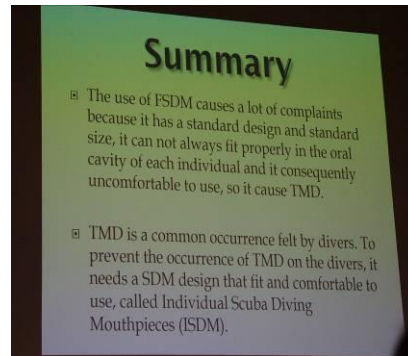 Summary
The use of FSDM causes a lot of complaints
because it has a standard design and standard
size, it can not always fit properly in the oral
cavity of each individual and it consequently
uncomfortable to use, so it cause TMD.
TMD is a common occurrence felt by divers. To
prevent the occurrence of TMD on the divers, it
needs a SDM design that fit and comfortable to
use, called Individual Scuba Diving
Mouthpieces (ISDM).